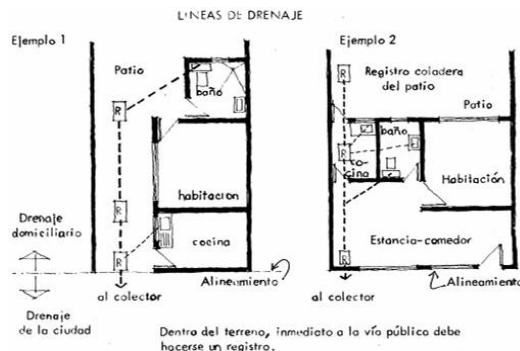 LINEAS DE DRENAJE
Ejemplo 1
Patio
baño
R
habitacion
R
cocina
R
Drenaje
domiciliario
Alineamiento
al colector
Drenaje
de la ciudad
Ejemplo 2
R
Registro coladera
del patio
Patio
baño
R
co-
cina
Habitación
Estancia-comedor
R
Alineamiento
al colector
Dentro del terreno, inmediato a la vía pública debe
hacerse un registro.